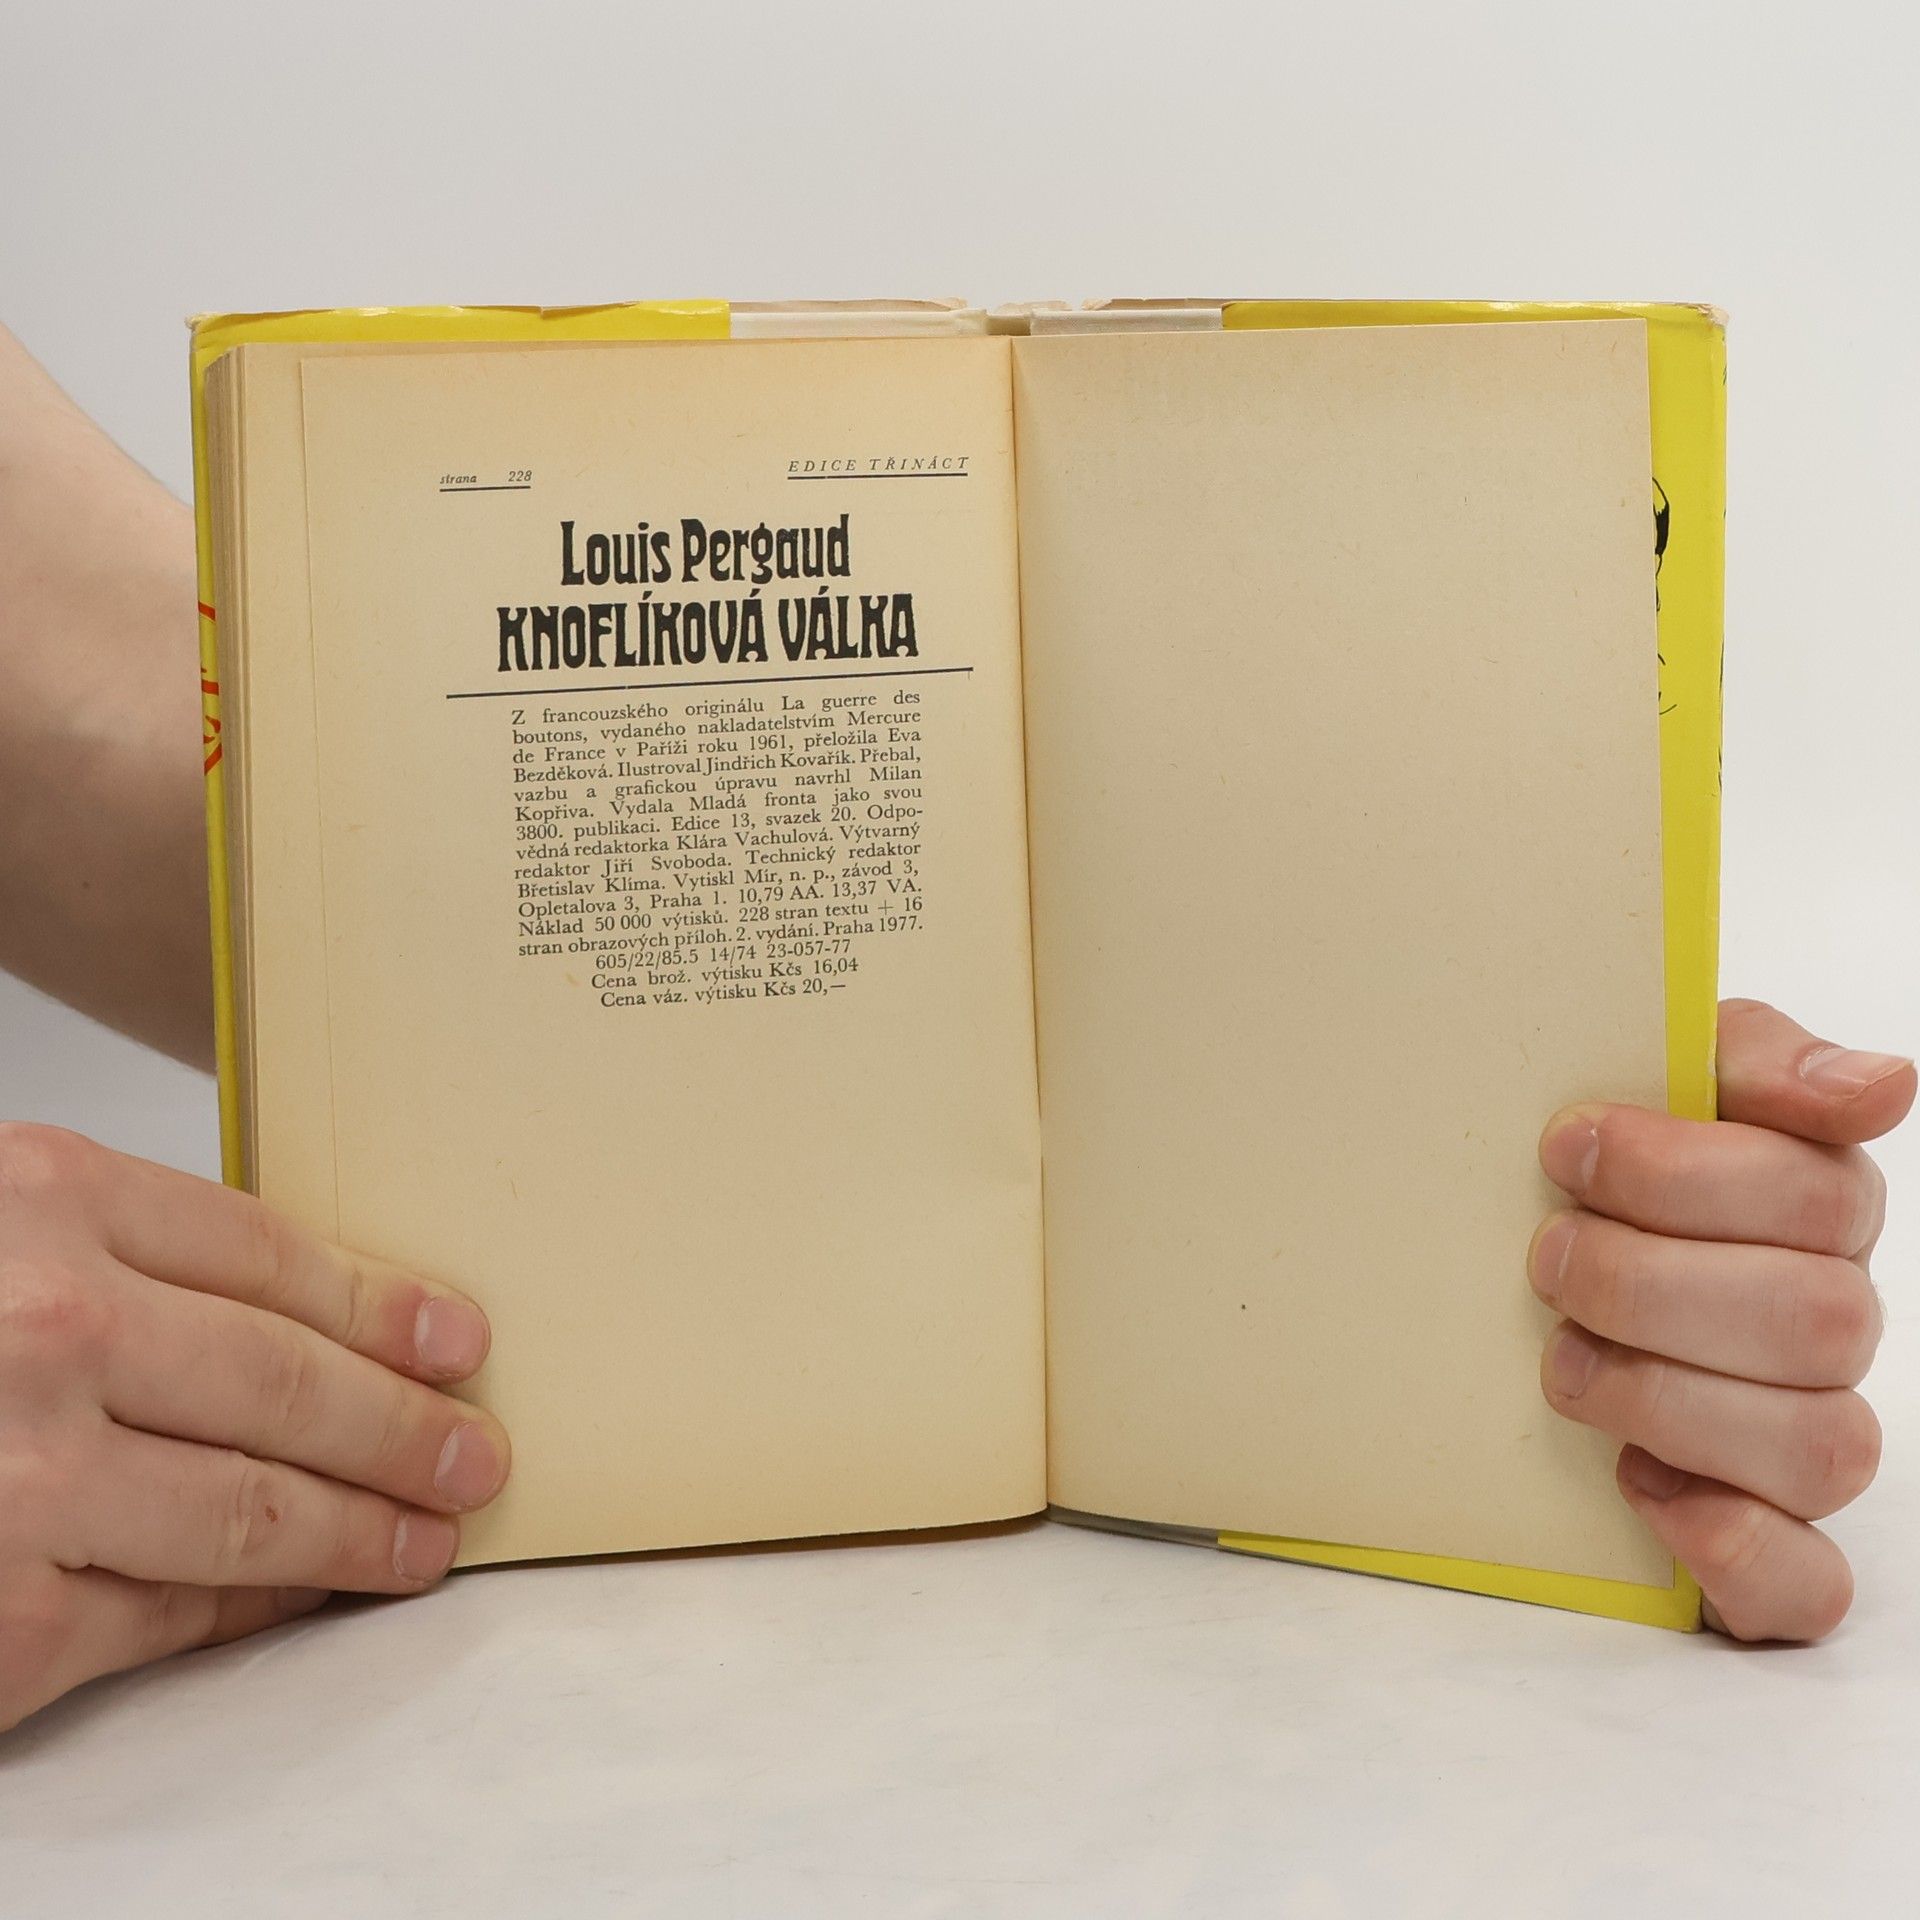 strana 228
EDICE TŘINÁCT
Louis Pergaud
KNOFLÍKOVÁ VÁLKA
Z francouzského originálu La guerre des
boutons, vydaného nakladatelstvím Mercure
de France v Paříži roku 1961, přeložila Eva
Bezděková. Ilustroval Jindřich Kovařík. Přebal,
vazbu a grafickou úpravu navrhl Milan
Kopřiva. Vydala Mladá fronta jako svou
3800. publikaci. Edice 13, svazek 20. Odpo-
vědná redaktorka Klára Vachulová. Výtvarný
redaktor Jiří Svoboda. Technický redaktor
Břetislav Klíma. Vytiskl Mír, n. p., závod 3,
Opletalova 3, Praha 1. 10,79 AA. 13,37 VA.
Náklad 50 000 výtisků. 228 stran textu + 16
stran obrazových příloh. 2. vydání. Praha 1977.
605/22/85.5 14/74 23-057-77
Cena brož. výtisku Kčs 16,04
Cena váz. výtisku Kčs 20,—